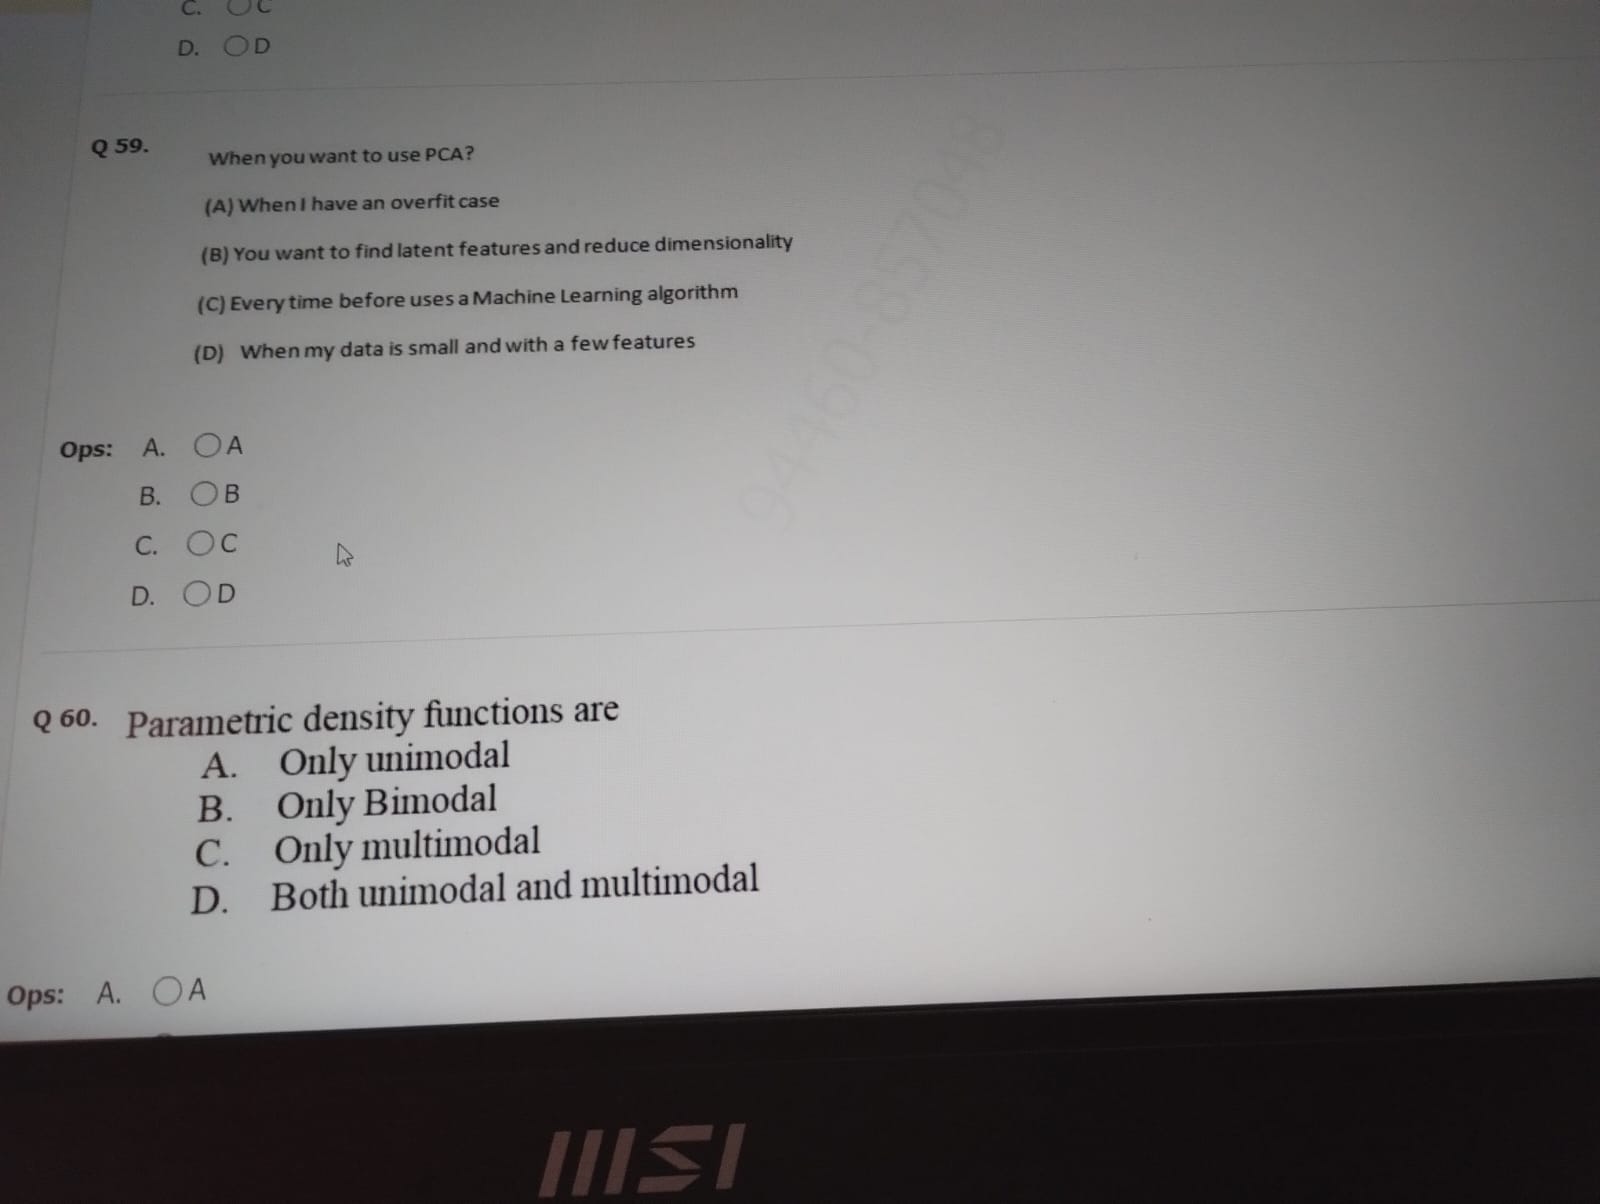 C. C
D. D
Q 59. When you want to use PCA?
(A) When I have an overfit case
(B) You want to find latent features and reduce dimensionality
(C) Every time before uses a Machine Learning algorithm
(D) When my data is small and with a few features
Ops: A. A
B. B
C. C
D. D
Q 60. Parametric density functions are
A. Only unimodal
B. Only Bimodal
C. Only multimodal
D. Both unimodal and multimodal
Ops: A. A
msi